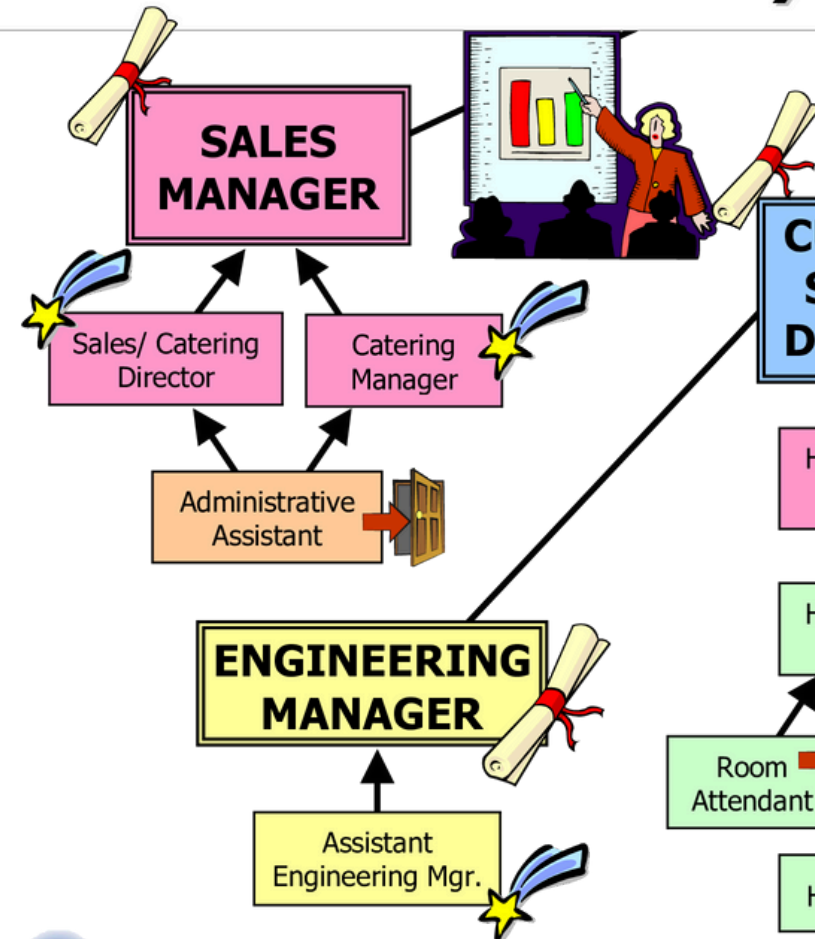 SALES
MANAGER
Sales/ Catering
Director
Catering
Manager
Administrative
Assistant
ENGINEERING
MANAGER
Assistant
Engineering Mgr.
C
S
D
H
H
Room
Attendant
H